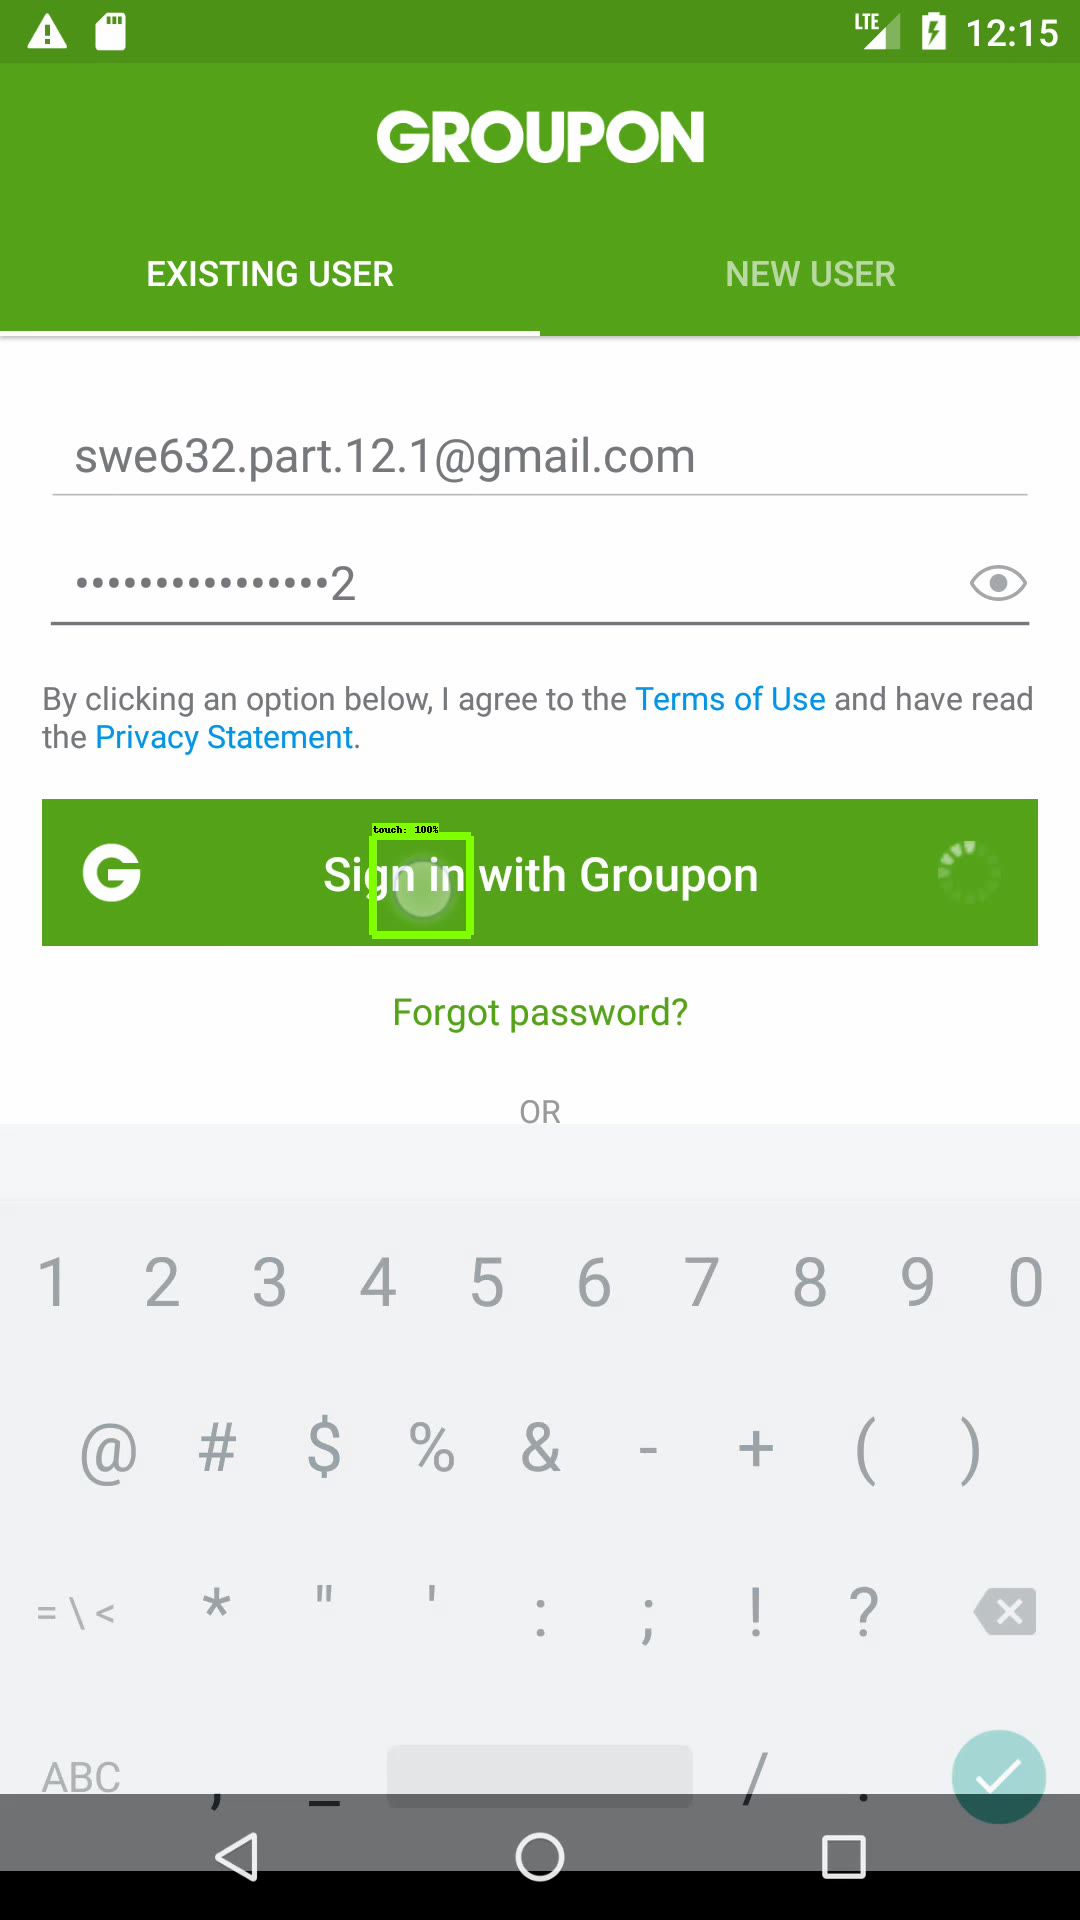 LTE 12:15
GROUPON
EXISTING USER
NEW USER
swe632.part.12.1@gmail.com
••••••••••••••••2
By clicking an option below, I agree to the Terms of Use and have read
the Privacy Statement.
touch: 100%
G Sign in with Groupon
Forgot password?
OR
1 2 3 4 5 6 7 8 9 0
@ # $ % & - + ( )
= \ < * " ' : ; ! ?
ABC , _ / .